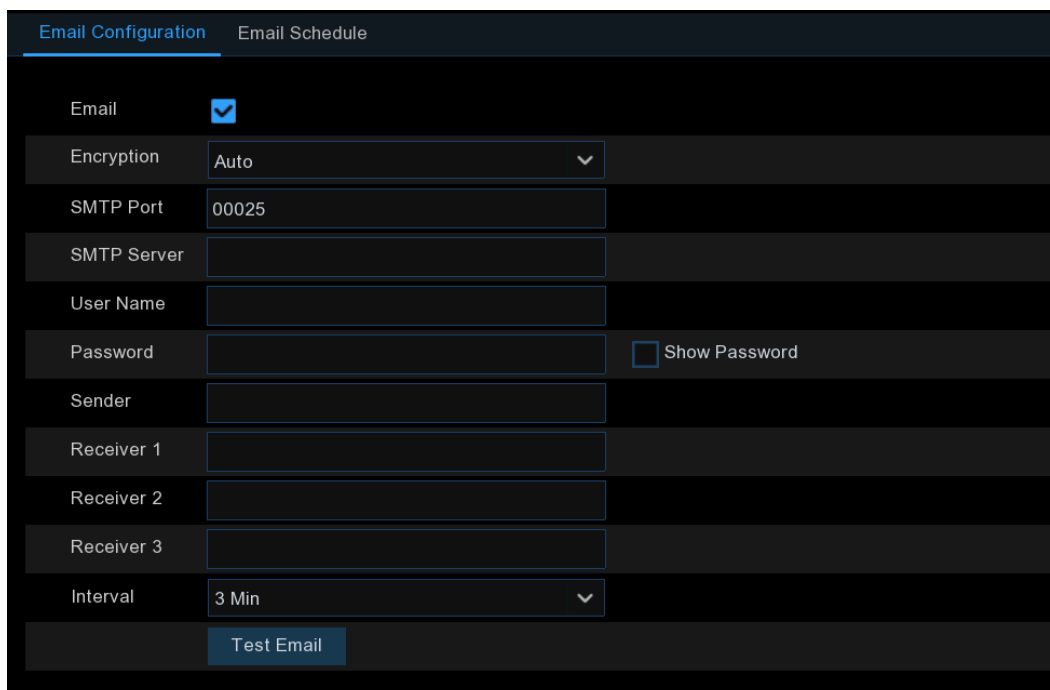 Email Configuration Email Schedule
Email
Encryption Auto
SMTP Port 00025
SMTP Server
User Name
Password Show Password
Sender
Receiver 1
Receiver 2
Receiver 3
Interval 3 Min
Test Email